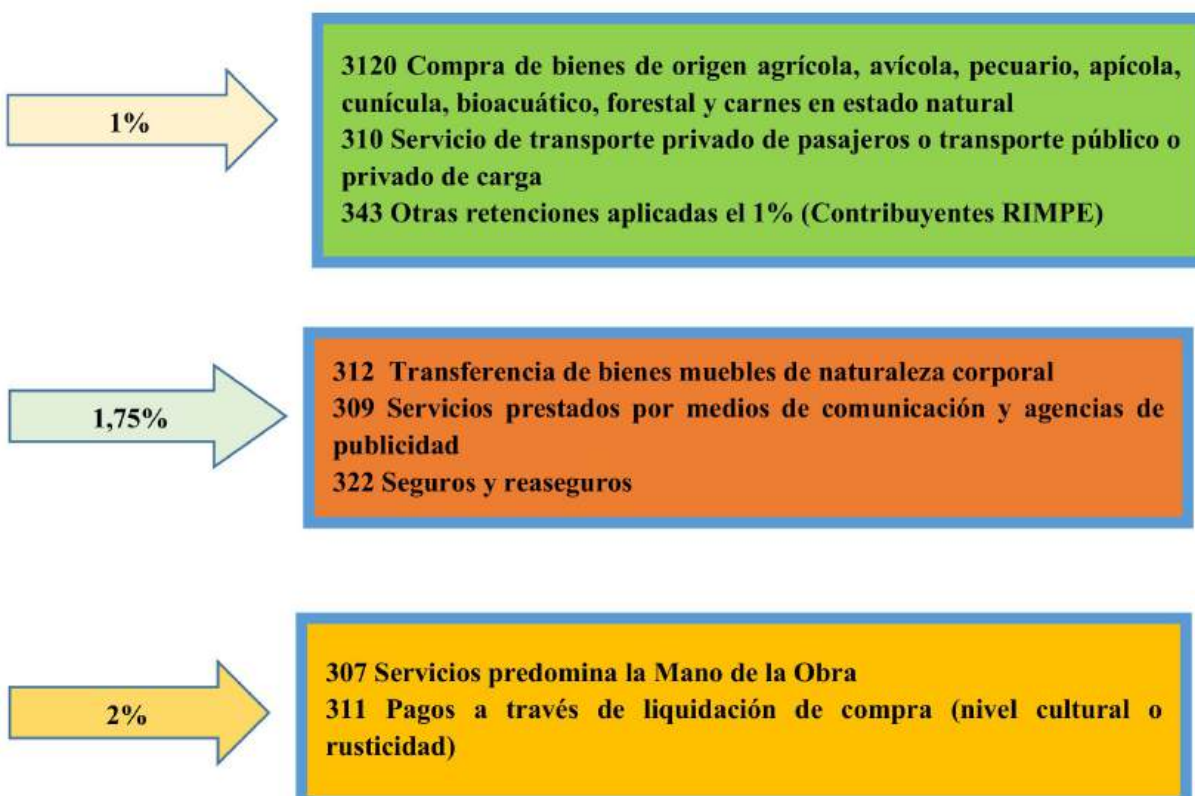 1%
3120 Compra de bienes de origen agrícola, avícola, pecuario, apícola,
cunícula, bioacuático, forestal y carnes en estado natural
310 Servicio de transporte privado de pasajeros o transporte público o
privado de carga
343 Otras retenciones aplicadas el 1% (Contribuyentes RIMPE)
1,75%
312 Transferencia de bienes muebles de naturaleza corporal
309 Servicios prestados por medios de comunicación y agencias de
publicidad
322 Seguros y reaseguros
2%
307 Servicios predomina la Mano de la Obra
311 Pagos a través de liquidación de compra (nivel cultural o
rusticidad)